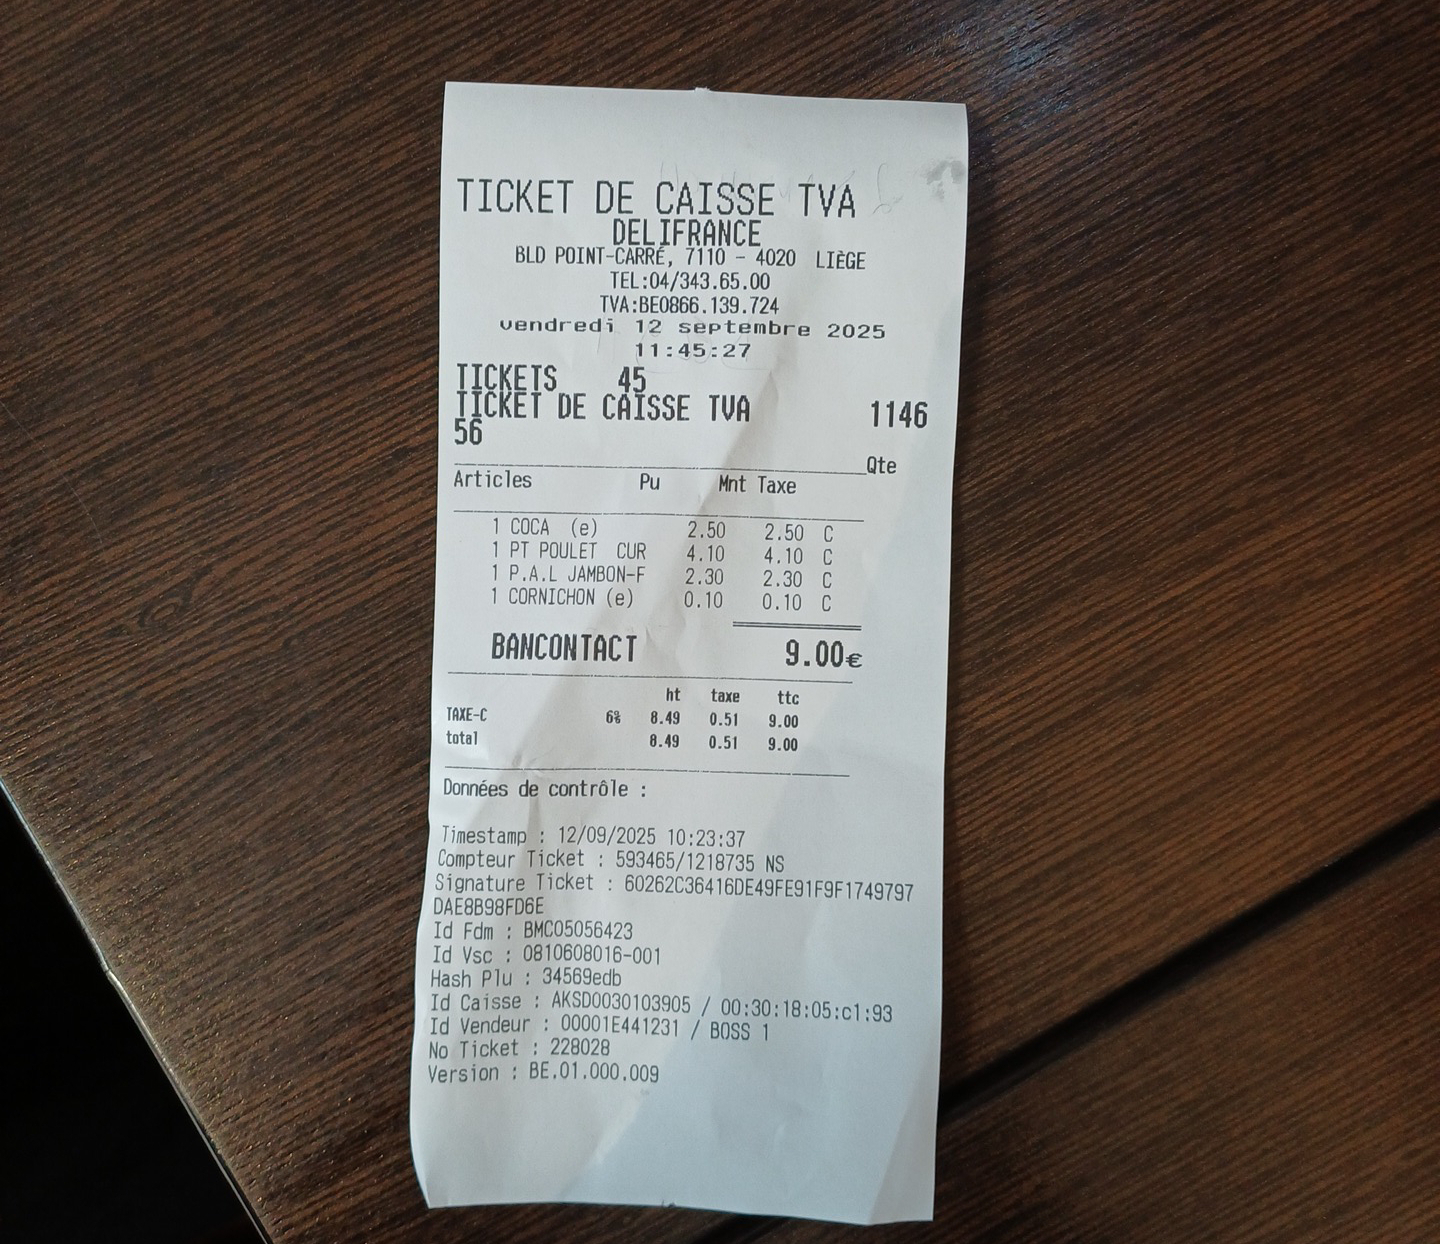 TICKET DE CAISSE TVA
DELIFRANCE
BLD POINT-CARRÉ, 7110 - 4020 LIÈGE
TEL:04/343.65.00
TVA:BE0866.139.724
vendredi 12 septembre 2025
11:45:27
TICKETS 45
TICKET DE CAISSE TVA 1146
56
Qte
Articles Pu Mnt Taxe
1 COCA (e) 2.50 2.50 C
1 PT POULET CUR 4.10 4.10 C
1 P.A.L JAMBON-F 2.30 2.30 C
1 CORNICHON (e) 0.10 0.10 C
BANCONTACT 9.00€
ht taxe ttc
TAXE-C 6% 8.49 0.51 9.00
total 8.49 0.51 9.00
Données de contrôle :
Timestamp : 12/09/2025 10:23:37
Compteur Ticket : 593465/1218735 NS
Signature Ticket : 60262C36416DE49FE91F9F1749797
DAE8B98FD6E
Id Fdm : BMC05056423
Id Vsc : 0810608016-001
Hash Plu : 34569edb
Id Caisse : AKSD0030103905 / 00:30:18:05:c1:93
Id Vendeur : 00001E441231 / BOSS 1
No Ticket : 228028
Version : BE.01.000.009